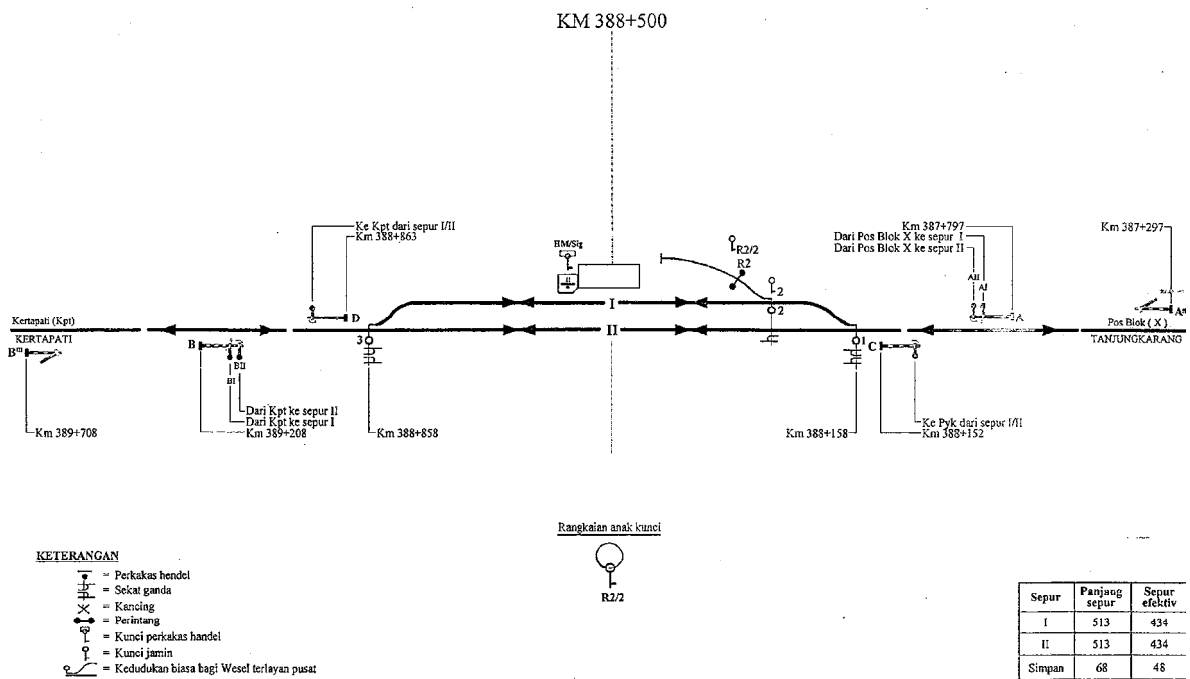 KM 388+500
Ke Kpt dari sepur I/II
Km 388+863
D
HM/Sig
II
R2/2
R2
2
2
Km 387+797
Dari Pos Blok X ke sepur I
Dari Pos Blok X ke sepur II
AII
AI
A
Km 387+297
A
I
II
Kertapati (Kpt)
KERTAPATI
Pos Blok ( X )
TANJUNGKARANG
Bm
B
BI
BII
3
1
C
Dari Kpt ke sepur II
Dari Kpt ke sepur I
Km 389+708
Km 389+208
Km 388+858
Km 388+158
Ke Pyk dari sepur I/II
Km 388+152
Rangkaian anak kunci
R2/2
KETERANGAN
= Perkakas hendel
= Sekat ganda
= Kancing
= Perintang
= Kunci perkakas handel
= Kunci jamin
= Kedudukan biasa bagi Wesel terlayan pusat
Sepur Panjang sepur Sepur efektiv
I 513 434
II 513 434
Simpan 68 48